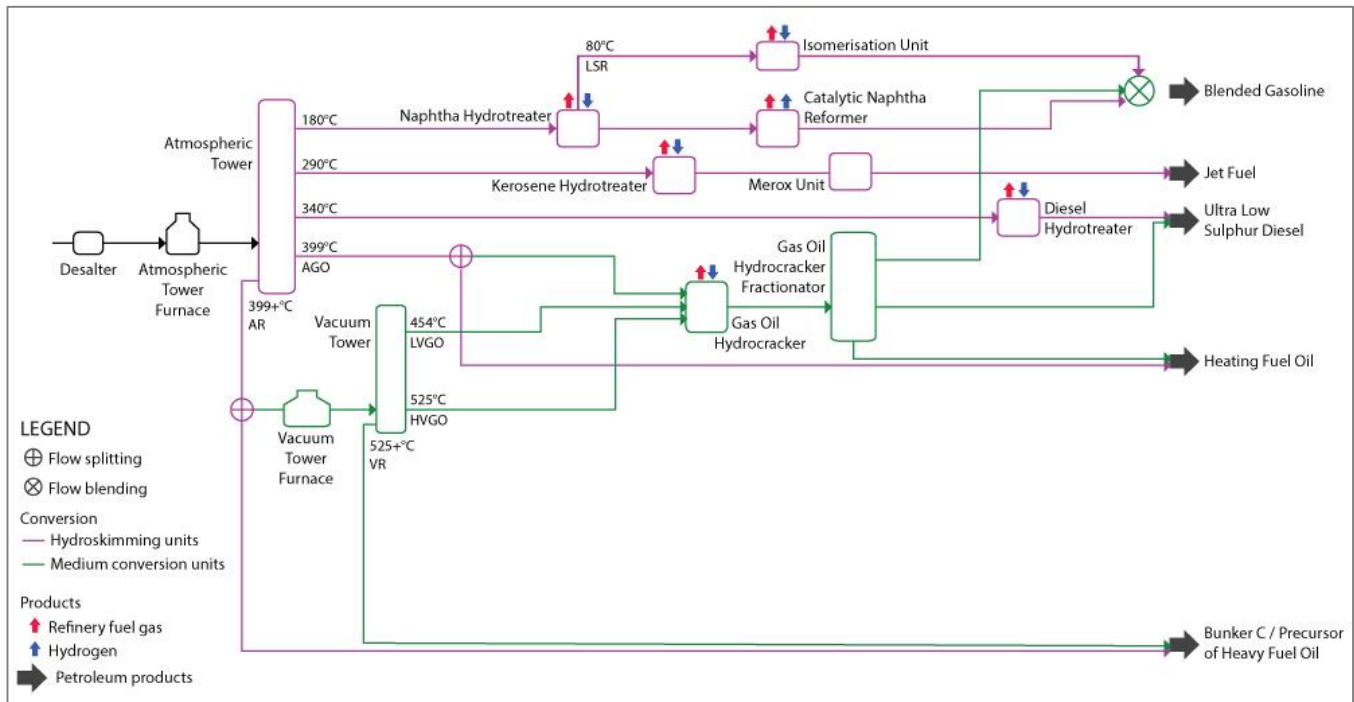 80°C
LSR
Isomerisation Unit
Naphtha Hydrotreater
Catalytic Naphtha
Reformer
Blended Gasoline
180°C
Atmospheric
Tower
290°C
Kerosene Hydrotreater
Merox Unit
Jet Fuel
340°C
Diesel
Hydrotreater
Ultra Low
Sulphur Diesel
Desalter
Atmospheric
Tower
Furnace
399°C
AGO
Gas Oil
Hydrocracker
Fractionator
399+°C
AR
Vacuum
Tower
454°C
LVGO
Gas Oil
Hydrocracker
Heating Fuel Oil
525°C
HVGO
Vacuum
Tower
Furnace
525+°C
VR
LEGEND
Flow splitting
Flow blending
Conversion
Hydroskimming units
Medium conversion units
Products
Refinery fuel gas
Hydrogen
Petroleum products
Bunker C / Precursor
of Heavy Fuel Oil